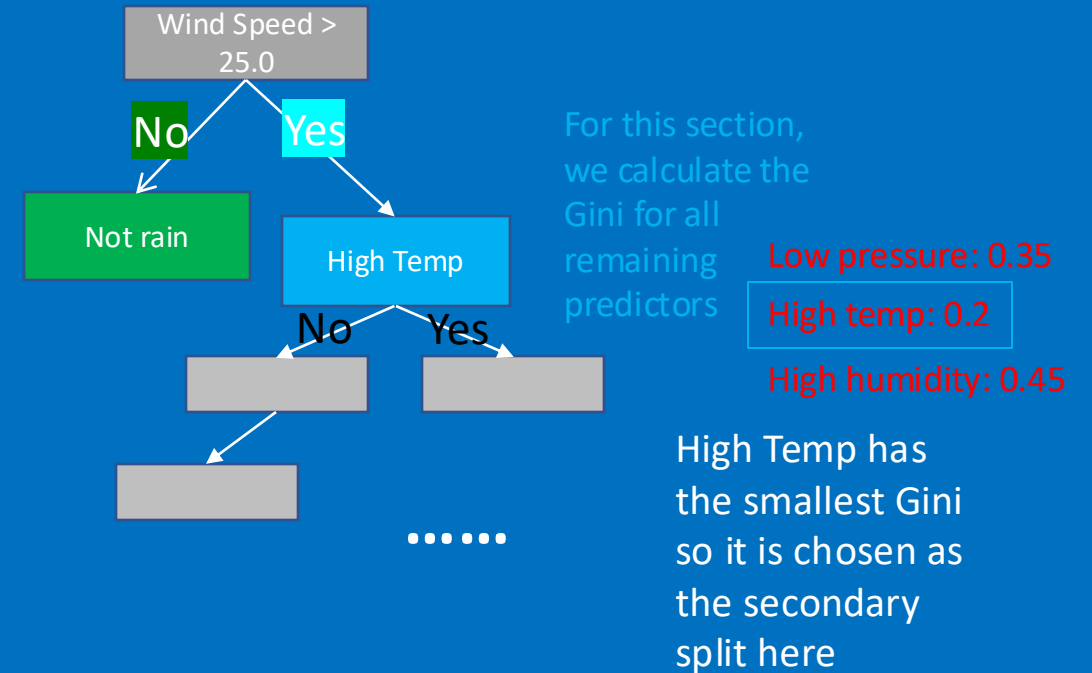 Wind Speed >
25.0
No
Yes
Not rain
High Temp
No
Yes
For this section,
we calculate the
Gini for all
remaining
predictors
Low pressure: 0.35
High temp: 0.2
High humidity: 0.45
High Temp has
the smallest Gini
so it is chosen as
the secondary
split here
......